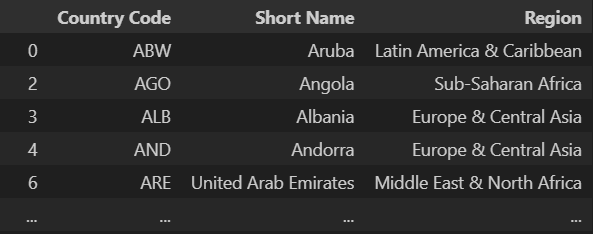 Country Code Short Name Region
0 ABW Aruba Latin America & Caribbean
2 AGO Angola Sub-Saharan Africa
3 ALB Albania Europe & Central Asia
4 AND Andorra Europe & Central Asia
6 ARE United Arab Emirates Middle East & North Africa
... ... ... ...